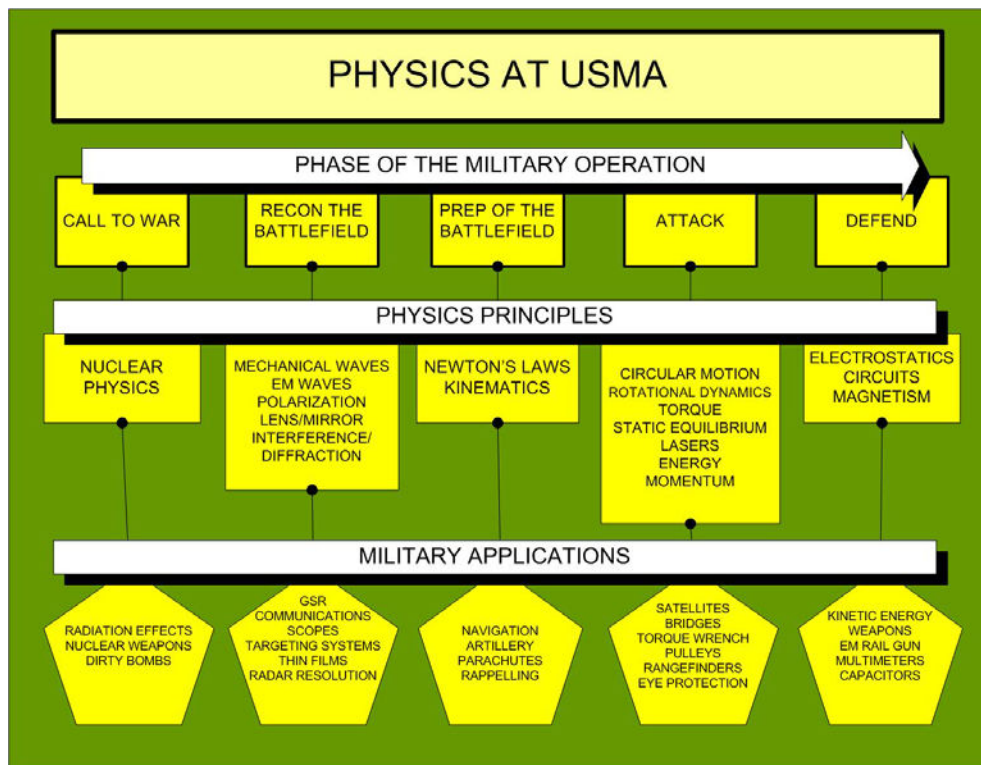 PHYSICS AT USMA
PHASE OF THE MILITARY OPERATION
CALL TO WAR
RECON THE
BATTLEFIELD
PREP OF THE
BATTLEFIELD
ATTACK
DEFEND
PHYSICS PRINCIPLES
NUCLEAR
PHYSICS
MECHANICAL WAVES
EM WAVES
POLARIZATION
LENS/MIRROR
INTERFERENCE/
DIFFRACTION
NEWTON'S LAWS
KINEMATICS
CIRCULAR MOTION
ROTATIONAL DYNAMICS
TORQUE
STATIC EQUILIBRIUM
LASERS
ENERGY
MOMENTUM
ELECTROSTATICS
CIRCUITS
MAGNETISM
MILITARY APPLICATIONS
RADIATION EFFECTS
NUCLEAR WEAPONS
DIRTY BOMBS
GSR
COMMUNICATIONS
SCOPES
TARGETING SYSTEMS
THIN FILMS
RADAR RESOLUTION
NAVIGATION
ARTILLERY
PARACHUTES
RAPPELLING
SATELLITES
BRIDGES
TORQUE WRENCH
PULLEYS
RANGEFINDERS
EYE PROTECTION
KINETIC ENERGY
WEAPONS
EM RAIL GUN
MULTIMETERS
CAPACITORS